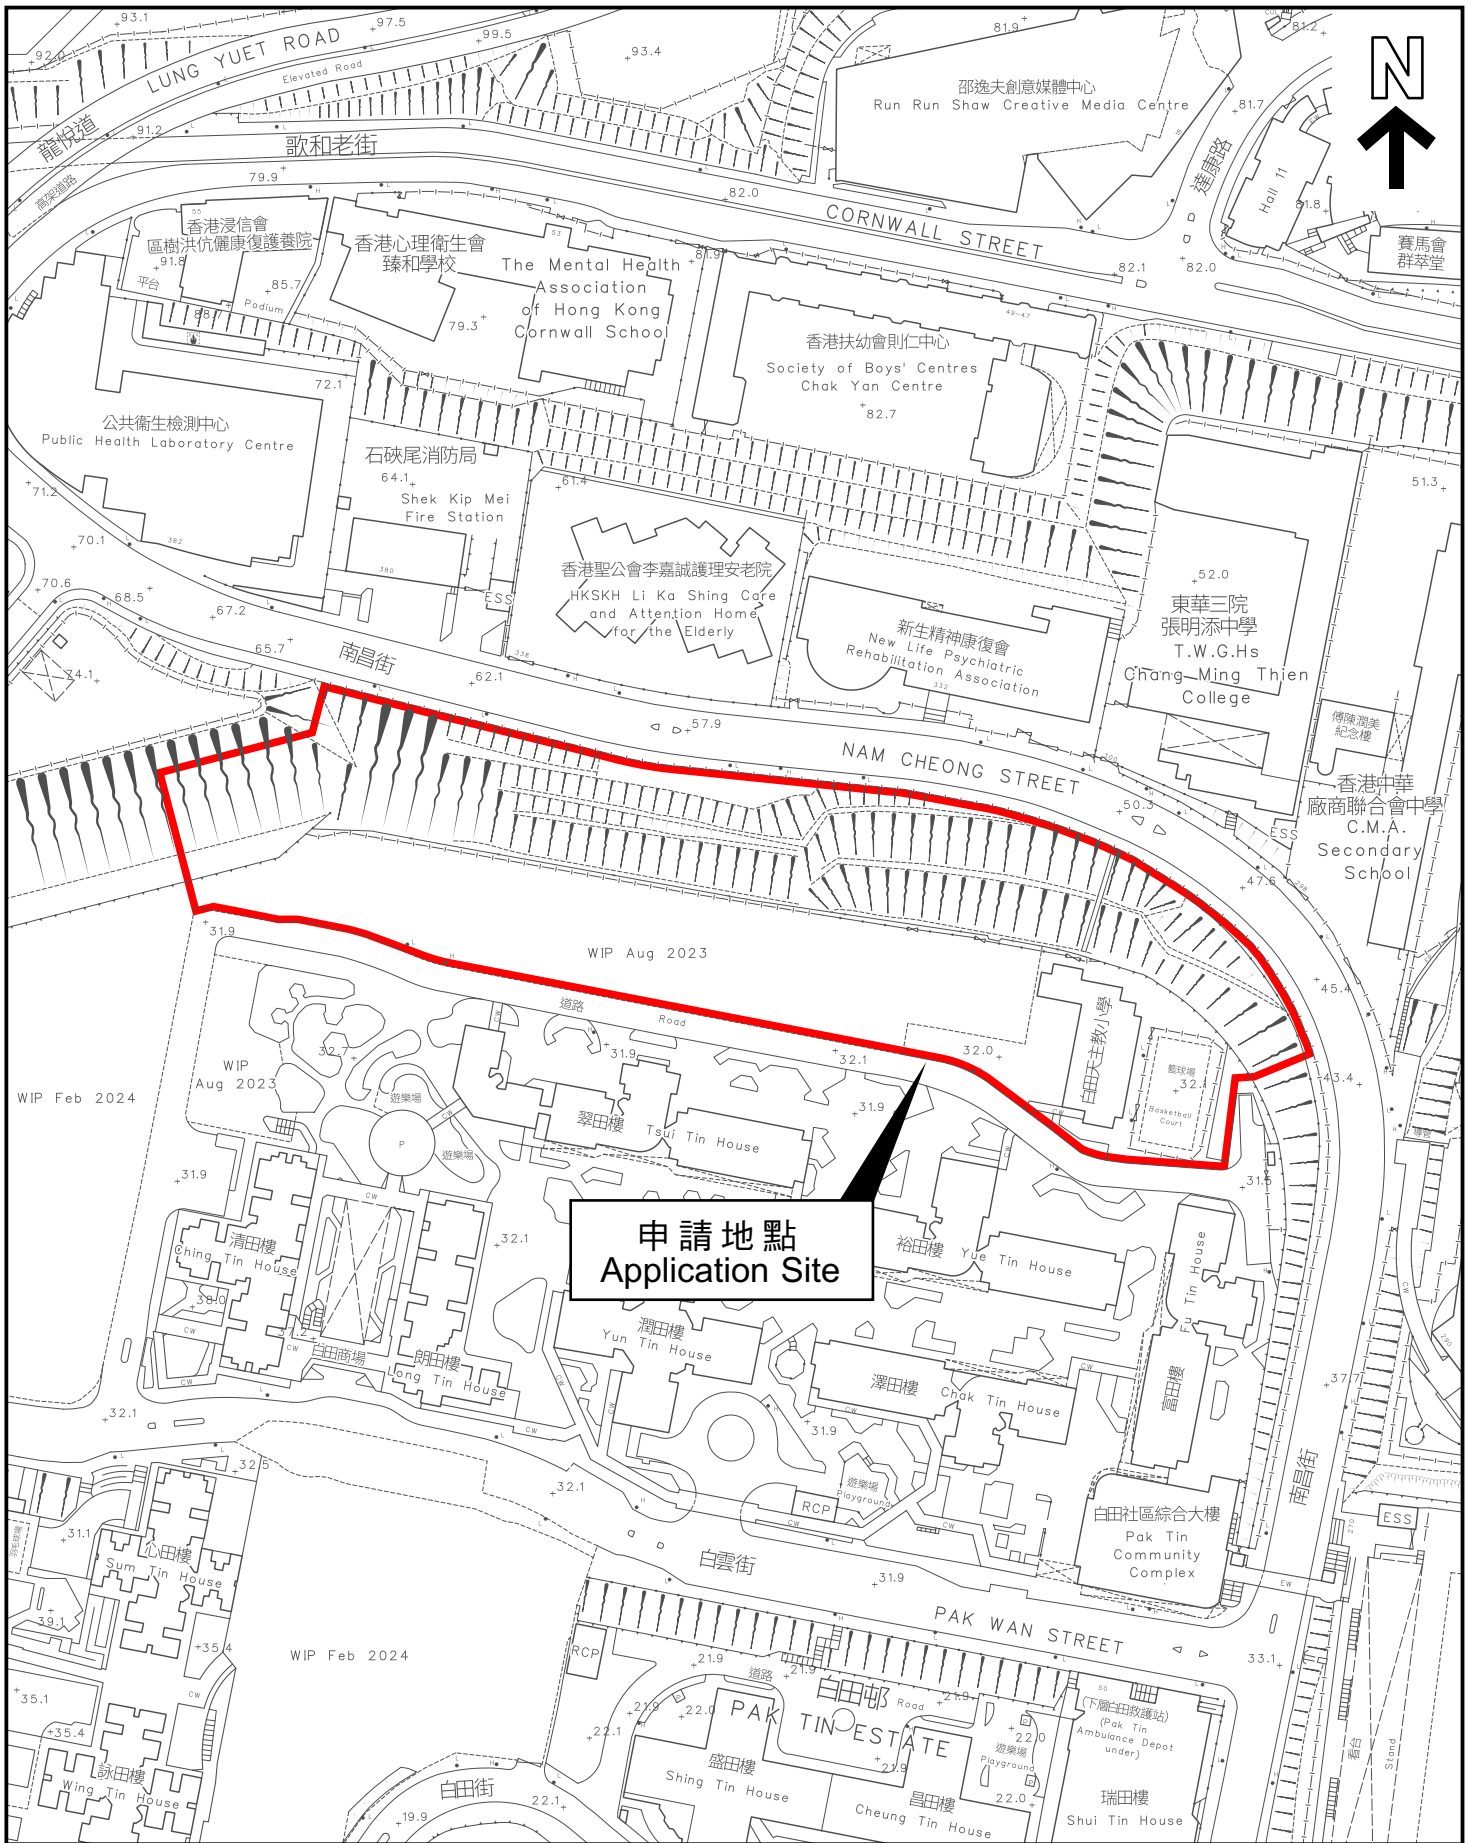 93.1
97.5
99.5
93.4
81.9
81.2
92.0
LUNG YUET ROAD
Elevated Road
N
邵逸夫創意媒體中心
Run Run Shaw Creative Media Centre
81.7
龍悅道
91.2
歌和老街
達康路
高架道路
79.9
82.0
CORNWALL STREET
Hall 11
81.8
55
香港浸信會
區樹洪伉儷康復護養院
91.8
平台
85.7
Podium
88.7
53
香港心理衞生會
臻和學校
The Mental Health
Association
of Hong Kong
Cornwall School
79.3
81.9
82.1
82.0
賽馬會
群萃堂
49-47
香港扶幼會則仁中心
Society of Boys' Centres
Chak Yan Centre
82.7
72.1
公共衞生檢測中心
Public Health Laboratory Centre
石硤尾消防局
64.1
Shek Kip Mei
Fire Station
61.4
51.3
71.2
70.1
382
380
ESS
香港聖公會李嘉誠護理安老院
HKSKH Li Ka Shing Care
and Attention Home
for the Elderly
338
新生精神康復會
New Life Psychiatric
Rehabilitation Association
332
52.0
東華三院
張明添中學
T.W.G.Hs
Chang Ming Thien
College
70.6
68.5
67.2
65.7
74.1
南昌街
62.1
57.9
NAM CHEONG STREET
300
50.3
傅陳潤美
紀念樓
香港中華
廠商聯合會中學
C.M.A.
Secondary
School
ESS
47.6
298
31.9
WIP Aug 2023
道路
Road
45.4
白田天主教小學
籃球場
Basketball
Court
32.0
32.1
43.4
WIP
Aug 2023
32.7
遊樂場
31.9
WIP Feb 2024
P
遊樂場
翠田樓 Tsui Tin House
31.9
31.5
31.9
申請地點
Application Site
清田樓
Ching Tin House
32.1
裕田樓 Yue Tin House
Fu Tin House
富田樓
38.0
37.2
白田商場
朗田樓
Long Tin House
潤田樓
Yun Tin House
澤田樓 Chak Tin House
37.7
290
32.1
32.5
32.1
31.9
遊樂場
Playground
RCP
白田社區綜合大樓
Pak Tin
Community
Complex
南昌街
270
ESS
31.1
心田樓
Sum Tin House
39.1
35.4
白雲街
31.9
PAK WAN STREET
EW
33.1
WIP Feb 2024
RCP
21.9
道路
21.9
Road
白田邨
PAK TIN ESTATE
21.9
22.0
21.9
22.1
35.1
35.4
詠田樓
Wing Tin House
白田街
19.9
22.1
盛田樓
Shing Tin House
21.9
昌田樓
Cheung Tin House
遊樂場
Playground
22.0
22.0
50
(下層白田救護站)
(Pak Tin
Ambulance Depot
under)
瑞田樓
Shui Tin House
看台
Stand